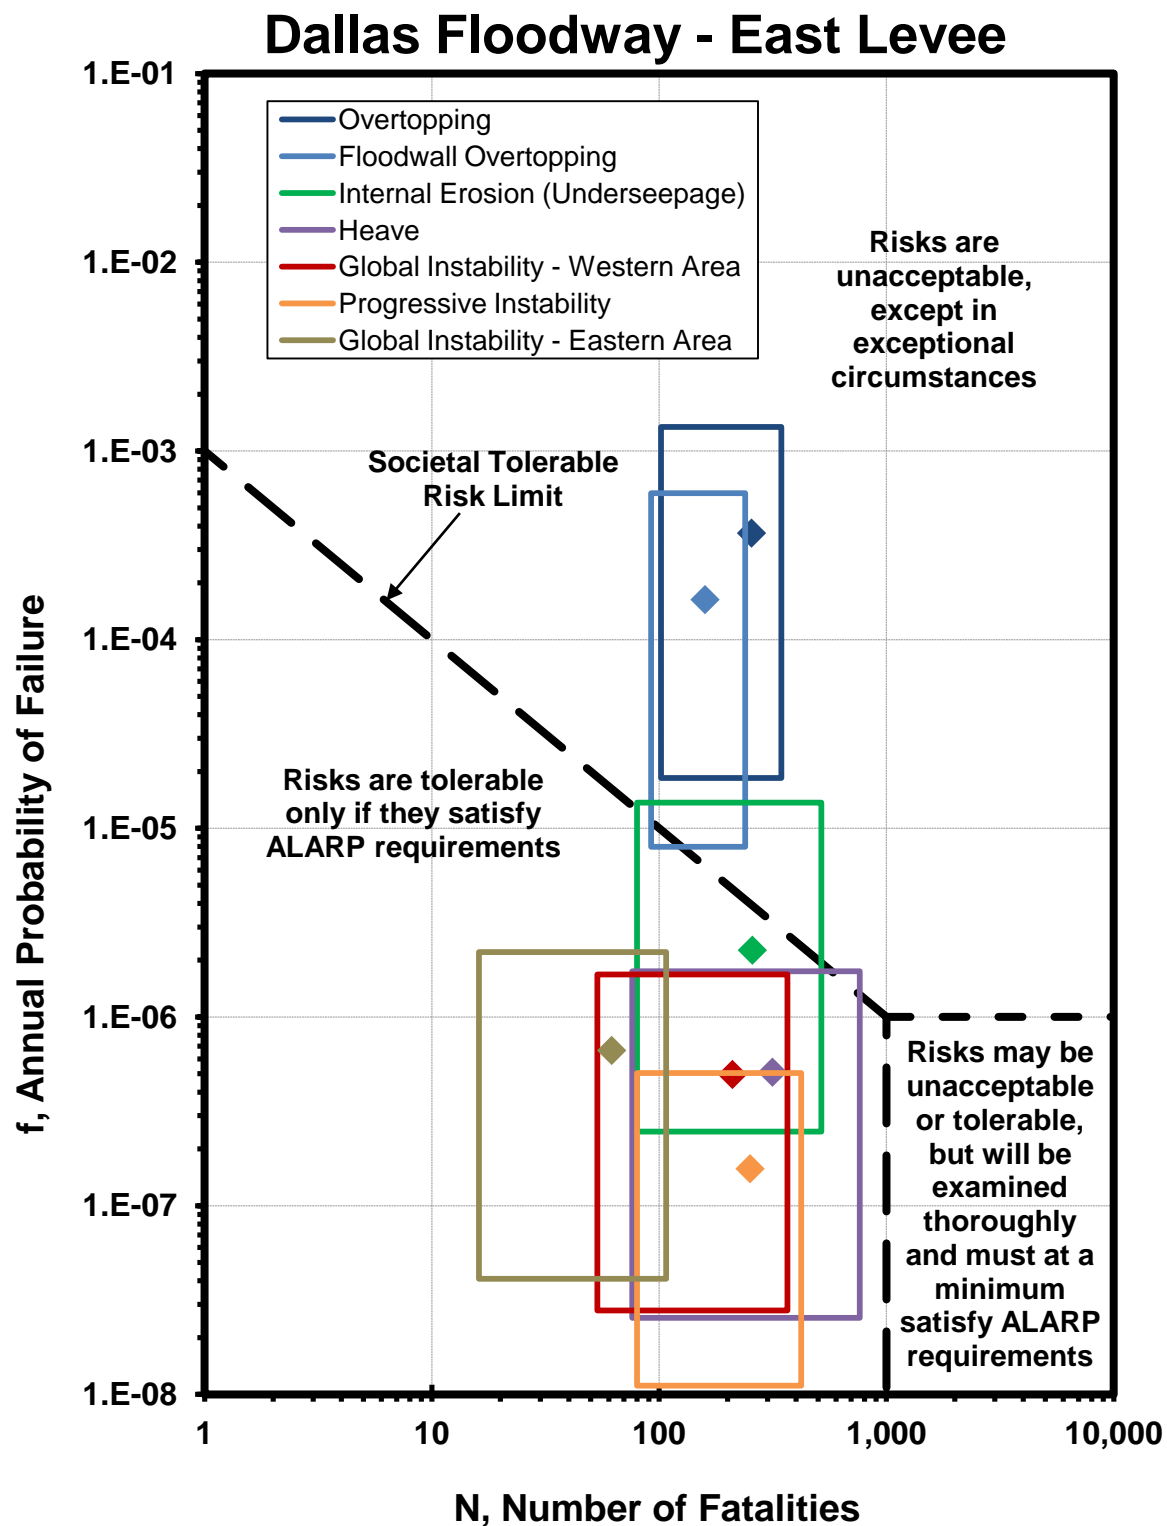 Dallas Floodway - East Levee
1.E-01
1.E-02
1.E-03
1.E-04
1.E-05
1.E-06
1.E-07
1.E-08
f, Annual Probability of Failure
Overtopping
Floodwall Overtopping
Internal Erosion (Underseepage)
Heave
Global Instability - Western Area
Progressive Instability
Global Instability - Eastern Area
Risks are
unacceptable,
except in
exceptional
circumstances
Societal Tolerable
Risk Limit
Risks are tolerable
only if they satisfy
ALARP requirements
Risks may be
unacceptable
or tolerable,
but will be
examined
thoroughly
and must at a
minimum
satisfy ALARP
requirements
1
10
100
1,000
10,000
N, Number of Fatalities